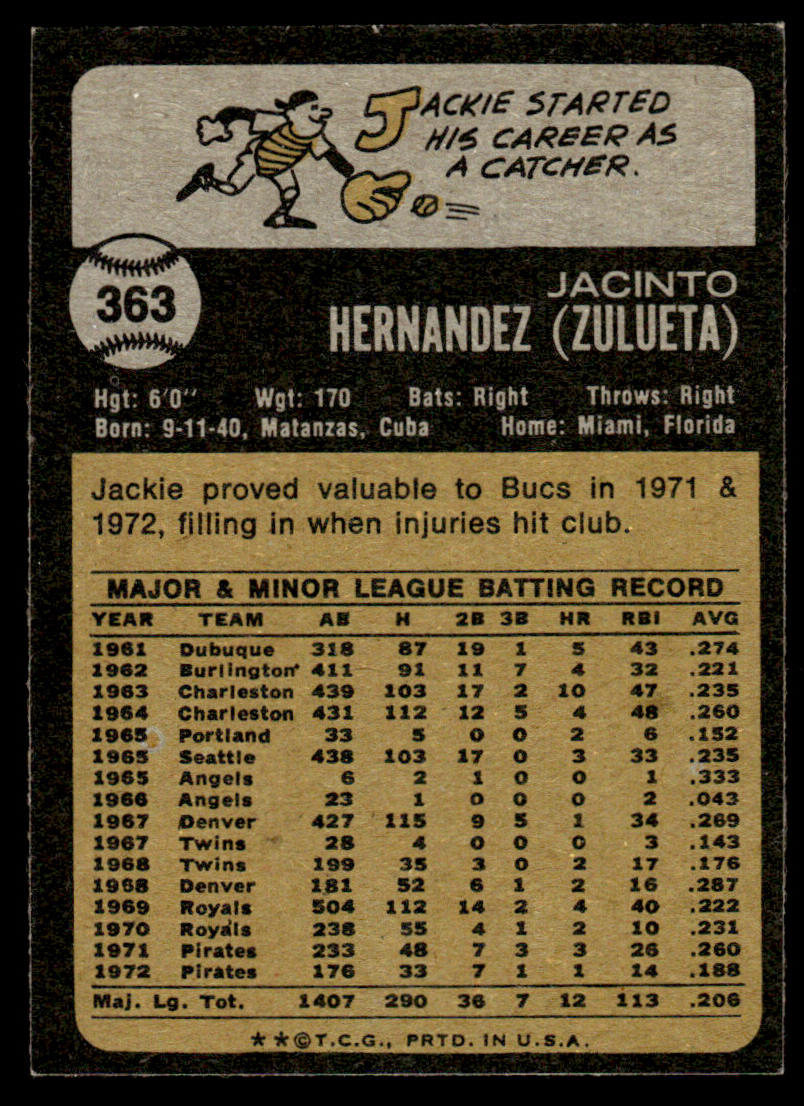 JACKIE STARTED
HIS CAREER AS
A CATCHER.
363
JACINTO
HERNANDEZ (ZULUETA)
Hgt: 6'0" Wgt: 170 Bats: Right Throws: Right
Born: 9-11-40, Matanzas, Cuba Home: Miami, Florida
Jackie proved valuable to Bucs in 1971 &
1972, filling in when injuries hit club.
MAJOR & MINOR LEAGUE BATTING RECORD
YEAR TEAM AB H 2B 3B HR RBI AVG
1961 Dubuque 318 87 19 1 5 43 .274
1962 Burlington 411 91 11 7 4 32 .221
1963 Charleston 439 103 17 2 10 47 .235
1964 Charleston 431 112 12 5 4 48 .260
1965 Portland 33 5 0 0 2 6 .152
1965 Seattle 438 103 17 0 3 33 .235
1965 Angels 6 2 1 0 0 1 .333
1966 Angels 23 1 0 0 0 2 .043
1967 Denver 427 115 9 5 1 34 .269
1967 Twins 28 4 0 0 0 3 .143
1968 Twins 199 35 3 0 2 17 .176
1968 Denver 181 52 6 1 2 16 .287
1969 Royals 504 112 14 2 4 40 .222
1970 Royals 238 55 4 1 2 10 .231
1971 Pirates 233 48 7 3 3 26 .260
1972 Pirates 176 33 7 1 1 14 .188
Maj. Lg. Tot. 1407 290 36 7 12 113 .206
★★©T.C.G., PRTD. IN U.S.A.